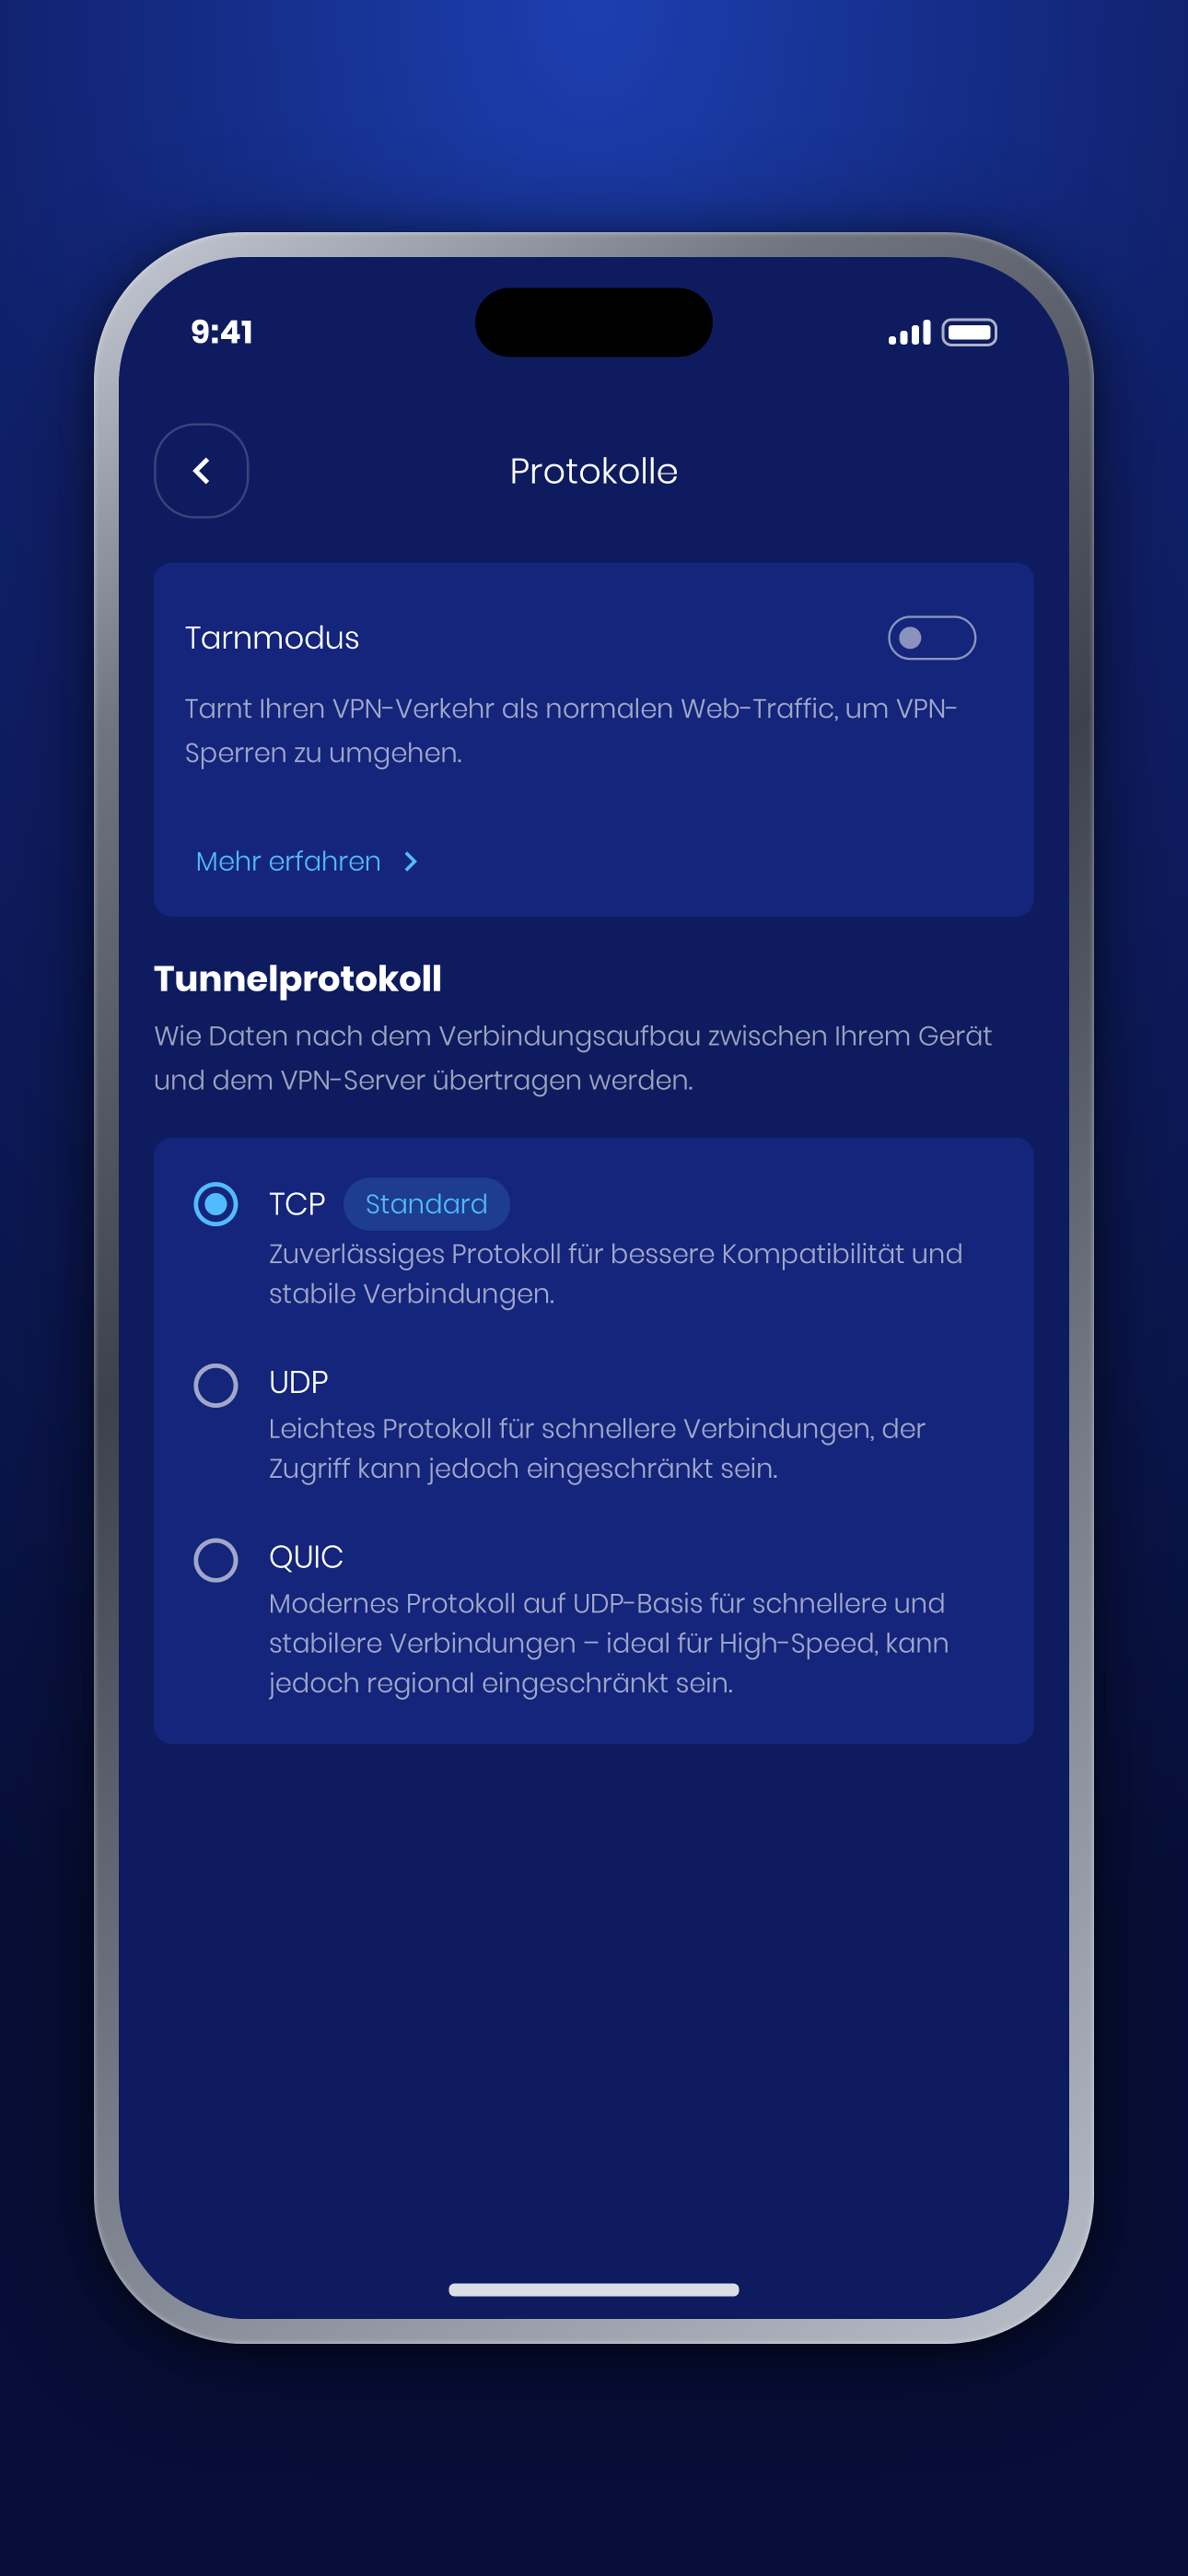 9:41
Protokolle
Tarnmodus
Tarnt Ihren VPN-Verkehr als normalen Web-Traffic, um VPN-
Sperren zu umgehen.
Mehr erfahren
Tunnelprotokoll
Wie Daten nach dem Verbindungsaufbau zwischen Ihrem Gerät
und dem VPN-Server übertragen werden.
TCP Standard
Zuverlässiges Protokoll für bessere Kompatibilität und
stabile Verbindungen.
UDP
Leichtes Protokoll für schnellere Verbindungen, der
Zugriff kann jedoch eingeschränkt sein.
QUIC
Modernes Protokoll auf UDP-Basis für schnellere und
stabilere Verbindungen – ideal für High-Speed, kann
jedoch regional eingeschränkt sein.